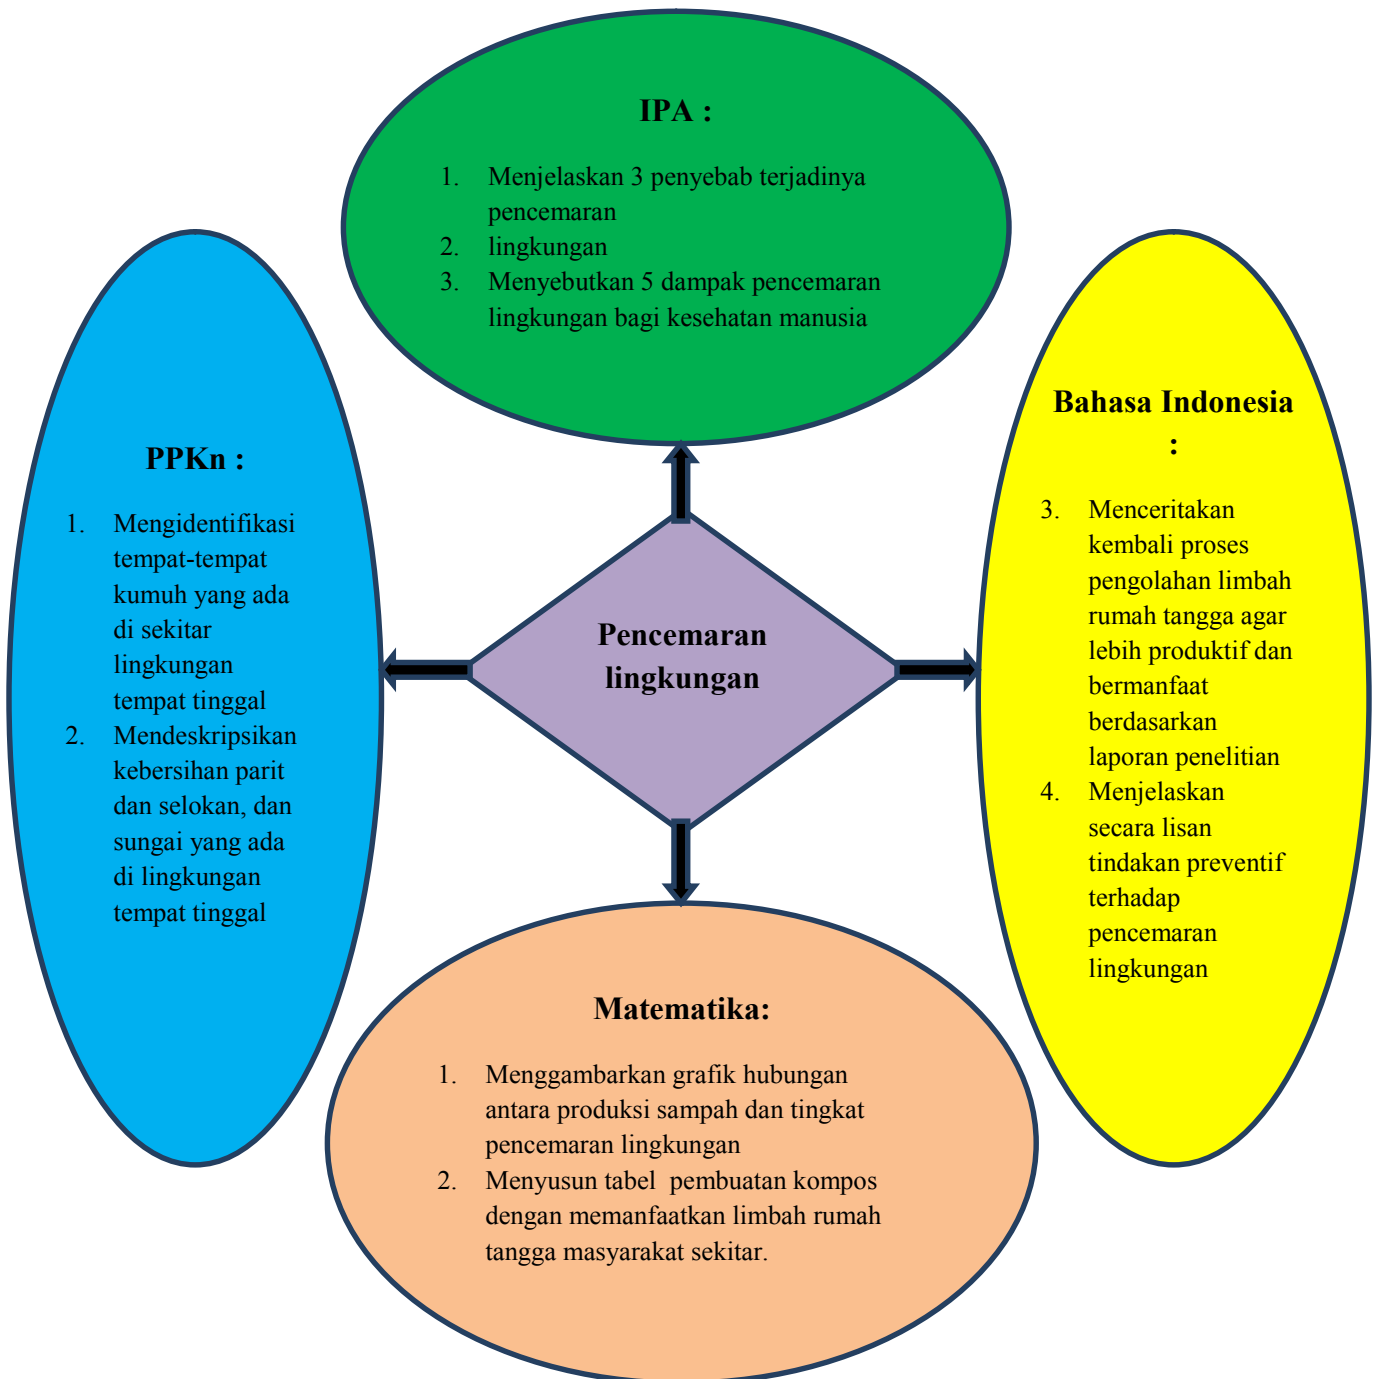 IPA :
1. Menjelaskan 3 penyebab terjadinya
pencemaran
2. lingkungan
3. Menyebutkan 5 dampak pencemaran
lingkungan bagi kesehatan manusia
PPKn :
1. Mengidentifikasi
tempat-tempat
kumuh yang ada
di sekitar
lingkungan
tempat tinggal
2. Mendeskripsikan
kebersihan parit
dan selokan, dan
sungai yang ada
di lingkungan
tempat tinggal
Pencemaran
lingkungan
Bahasa Indonesia
:
3. Menceritakan
kembali proses
pengolahan limbah
rumah tangga agar
lebih produktif dan
bermanfaat
berdasarkan
laporan penelitian
4. Menjelaskan
secara lisan
tindakan preventif
terhadap
pencemaran
lingkungan
Matematika:
1. Menggambarkan grafik hubungan
antara produksi sampah dan tingkat
pencemaran lingkungan
2. Menyusun tabel  pembuatan kompos
dengan memanfaatkan limbah rumah
tangga masyarakat sekitar.